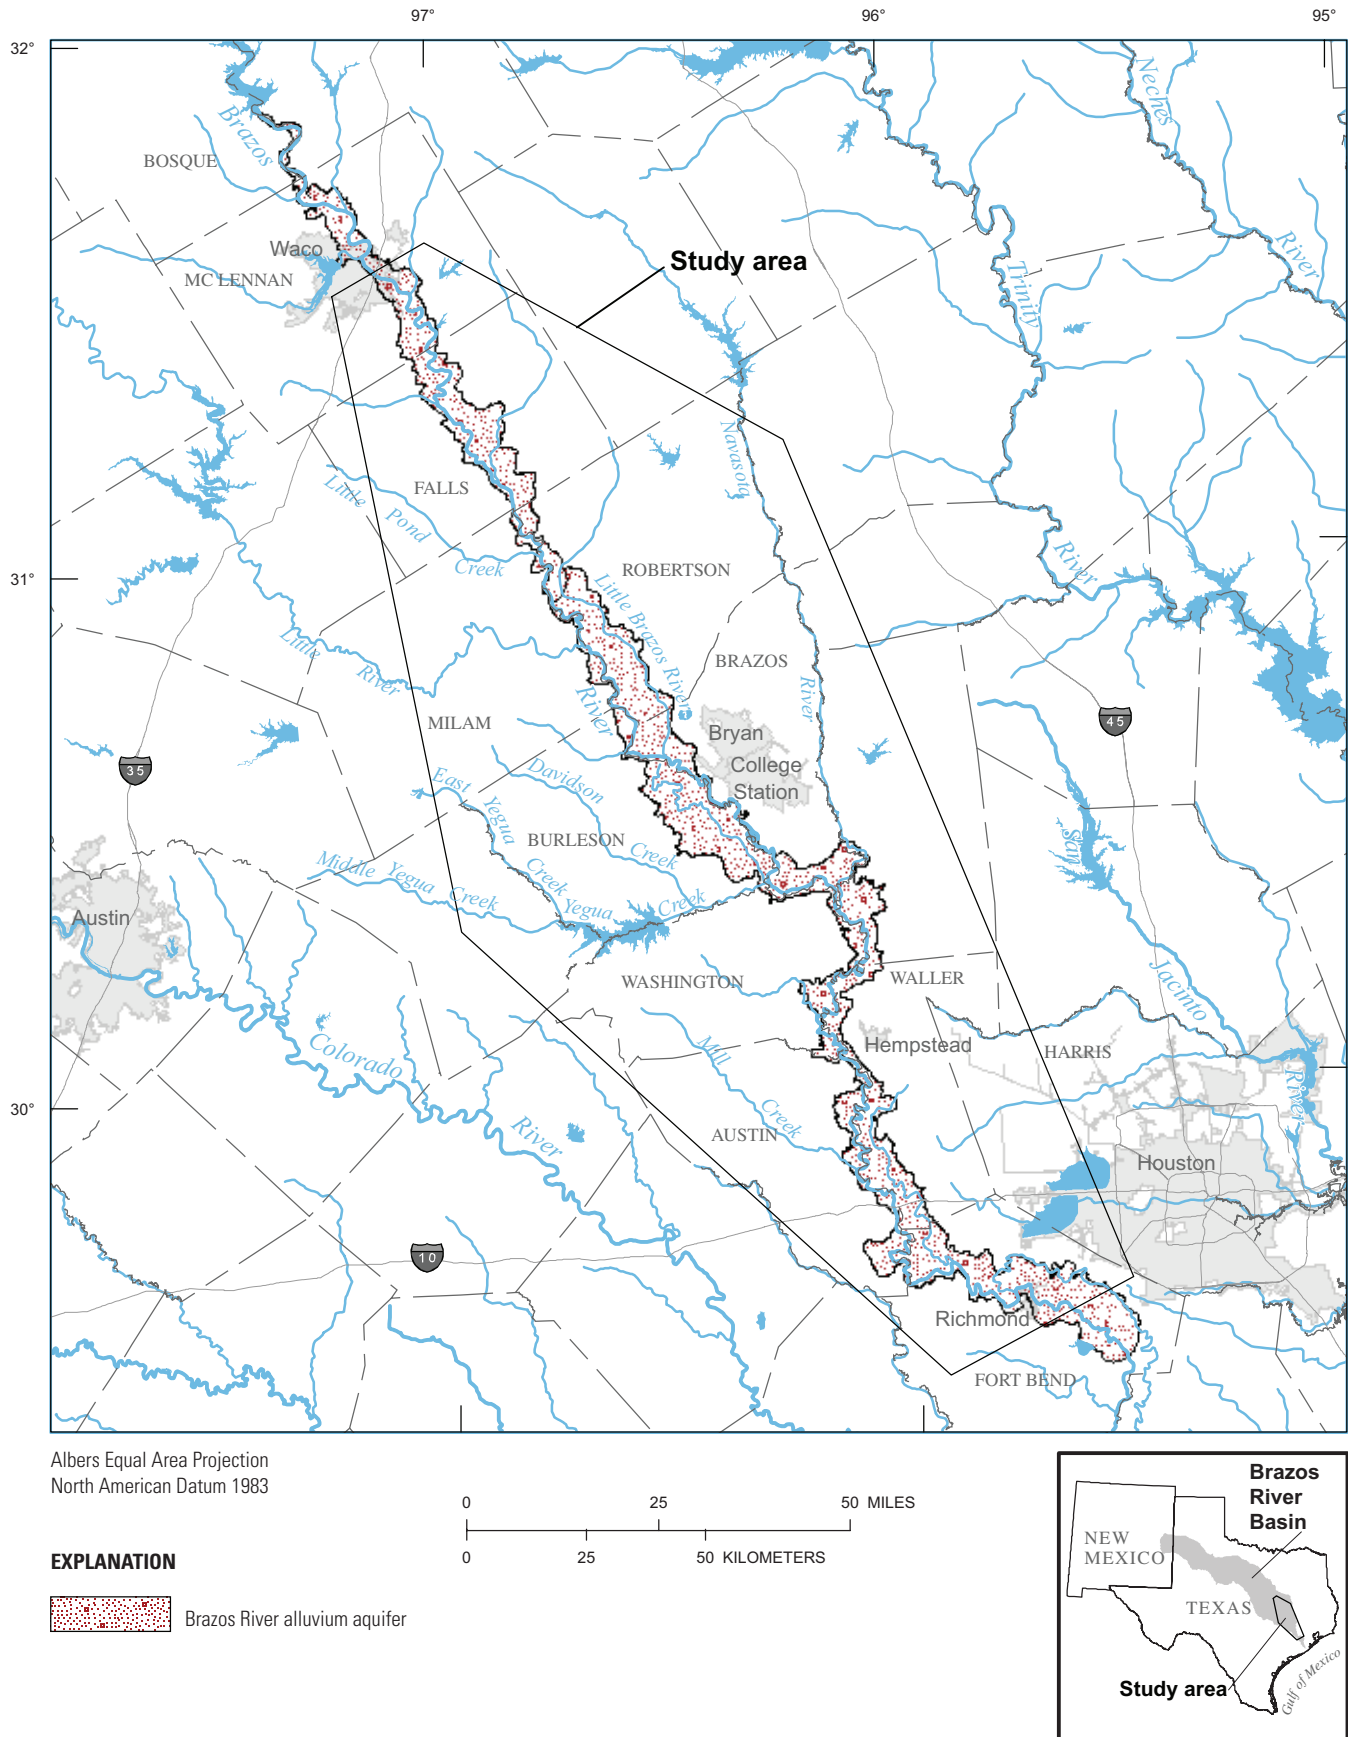 97°
96°
95°
32°
Neches
River
Brazos
BOSQUE
Waco
MC LENNAN
Study area
Trinity
River
Navasota
River
FALLS
Little Pond Creek
ROBERTSON
31°
Little Brazos River
Little River
BRAZOS
River
MILAM
Bryan
College
Station
45
35
Davidson Creek
East Yegua Creek
BURLESON
Middle Yegua Creek
Yegua Creek
San Jacinto River
Austin
WASHINGTON
WALLER
Colorado River
Mill Creek
Hempstead
HARRIS
30°
AUSTIN
Houston
10
Richmond
FORT BEND
Albers Equal Area Projection
North American Datum 1983
0 25 50 MILES
0 25 50 KILOMETERS
EXPLANATION
Brazos River alluvium aquifer
Brazos
River
Basin
NEW
MEXICO
TEXAS
Study area
Gulf of Mexico